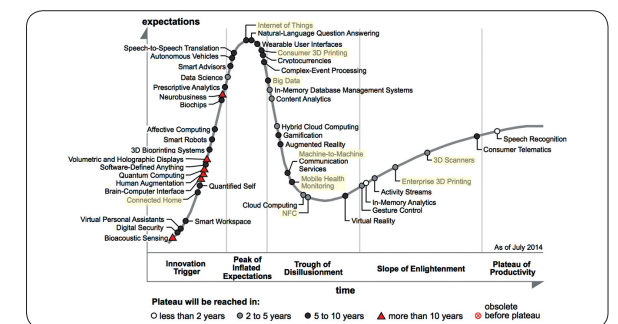 expectations
Internet of Things
Natural-Language Question Answering
Wearable User Interfaces
Speech-to-Speech Translation
Consumer 3D Printing
Autonomous Vehicles
Cryptocurrencies
Smart Advisors
Complex-Event Processing
Data Science
Big Data
Prescriptive Analytics
In-Memory Database Management Systems
Neurobusiness
Content Analytics
Biochips
Hybrid Cloud Computing
Affective Computing
Gamification
Smart Robots
Augmented Reality
3D Bioprinting Systems
Machine-to-Machine
Communication
Services
Volumetric and Holographic Displays
Software-Defined Anything
Quantum Computing
Mobile Health
Monitoring
Human Augmentation
Quantified Self
Brain-Computer Interface
Connected Home
Cloud Computing
NFC
Virtual Reality
Virtual Personal Assistants
Smart Workspace
Digital Security
Bioacoustic Sensing
Speech Recognition
Consumer Telematics
3D Scanners
Enterprise 3D Printing
Activity Streams
In-Memory Analytics
Gesture Control
As of July 2014
Innovation
Trigger
Peak of
Inflated
Expectations
Trough of
Disillusionment
Slope of Enlightenment
Plateau of
Productivity
time
Plateau will be reached in:
less than 2 years
2 to 5 years
5 to 10 years
more than 10 years
obsolete
before plateau